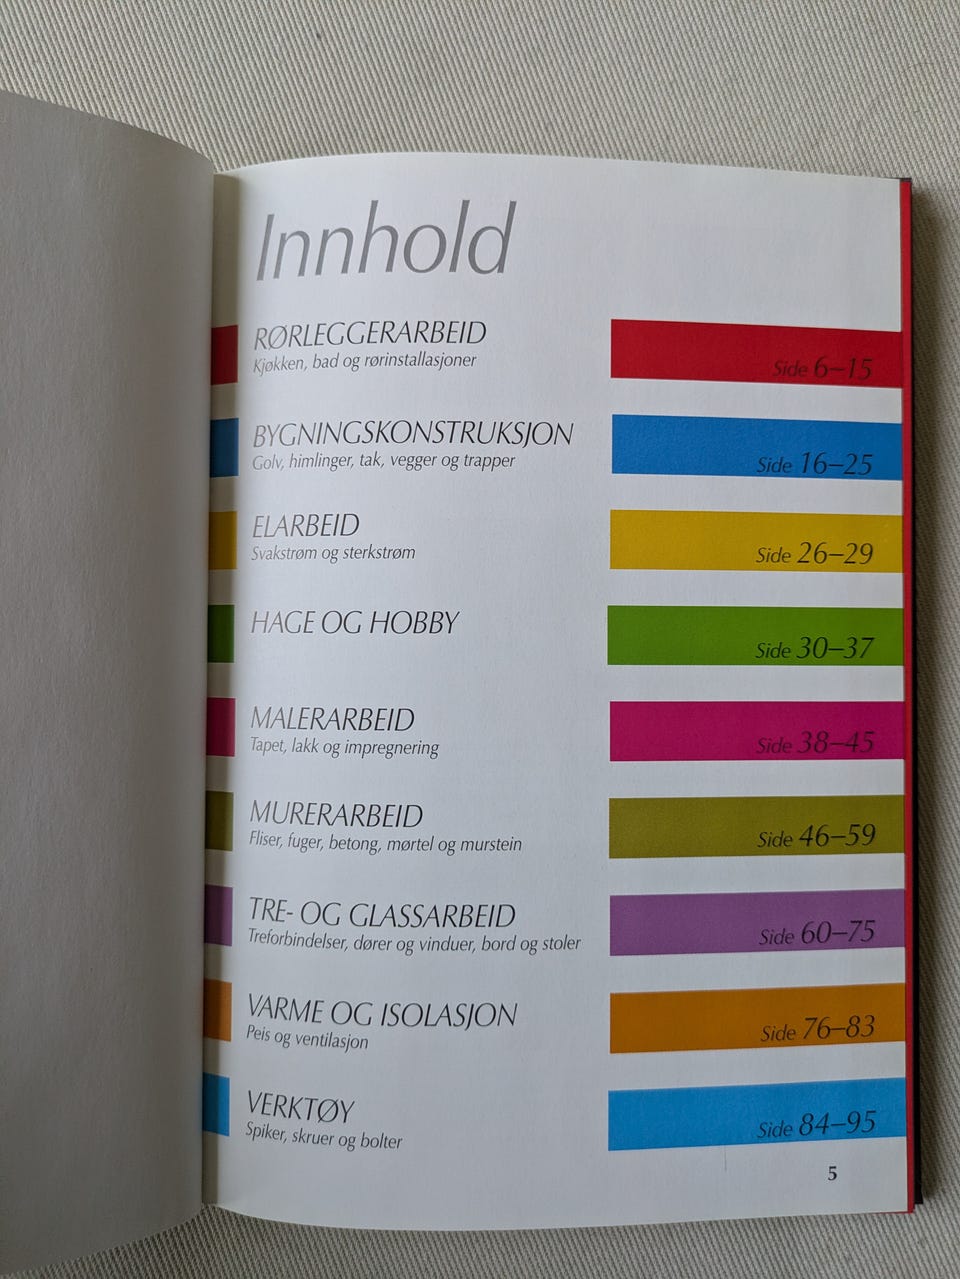 Innhold
RØRLEGGERARBEID
Kjøkken, bad og rørinstallasjoner
Side 6–15
BYGNINGSKONSTRUKSJON
Golv, himlinger, tak, vegger og trapper
Side 16–25
ELARBEID
Svakstrøm og sterkstrøm
Side 26–29
HAGE OG HOBBY
Side 30–37
MALERARBEID
Tapet, lakk og impregnering
Side 38–45
MURERARBEID
Fliser, fuger, betong, mørtel og murstein
Side 46–59
TRE- OG GLASSARBEID
Treforbindelser, dører og vinduer, bord og stoler
Side 60–75
VARME OG ISOLASJON
Peis og ventilasjon
Side 76–83
VERKTØY
Spiker, skruer og bolter
Side 84–95
5